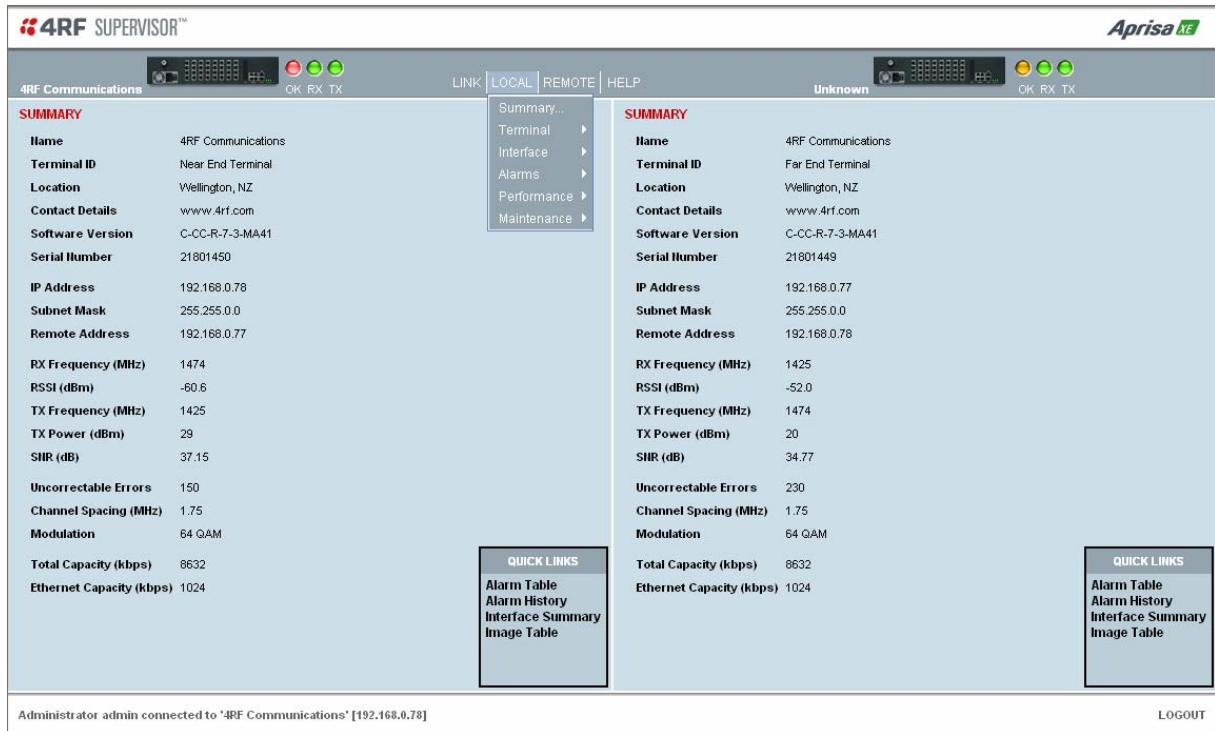 4RF SUPERVISOR™
Aprisa XE
4RF Communications
OK RX TX
LINK LOCAL REMOTE HELP
Unknown
OK RX TX
Summary...
Terminal
Interface
Alarms
Performance
Maintenance
SUMMARY
Name 4RF Communications
Terminal ID Near End Terminal
Location Wellington, NZ
Contact Details www.4rf.com
Software Version C-CC-R-7-3-MA41
Serial Number 21801450
IP Address 192.168.0.78
Subnet Mask 255.255.0.0
Remote Address 192.168.0.77
RX Frequency (MHz) 1474
RSSI (dBm) -60.6
TX Frequency (MHz) 1425
TX Power (dBm) 29
SNR (dB) 37.15
Uncorrectable Errors 150
Channel Spacing (MHz) 1.75
Modulation 64 QAM
Total Capacity (kbps) 8632
Ethernet Capacity (kbps) 1024
QUICK LINKS
Alarm Table
Alarm History
Interface Summary
Image Table
SUMMARY
Name 4RF Communications
Terminal ID Far End Terminal
Location Wellington, NZ
Contact Details www.4rf.com
Software Version C-CC-R-7-3-MA41
Serial Number 21801449
IP Address 192.168.0.77
Subnet Mask 255.255.0.0
Remote Address 192.168.0.78
RX Frequency (MHz) 1425
RSSI (dBm) -52.0
TX Frequency (MHz) 1474
TX Power (dBm) 20
SNR (dB) 34.77
Uncorrectable Errors 230
Channel Spacing (MHz) 1.75
Modulation 64 QAM
Total Capacity (kbps) 8632
Ethernet Capacity (kbps) 1024
QUICK LINKS
Alarm Table
Alarm History
Interface Summary
Image Table
Administrator admin connected to '4RF Communications' [192.168.0.78]
LOGOUT